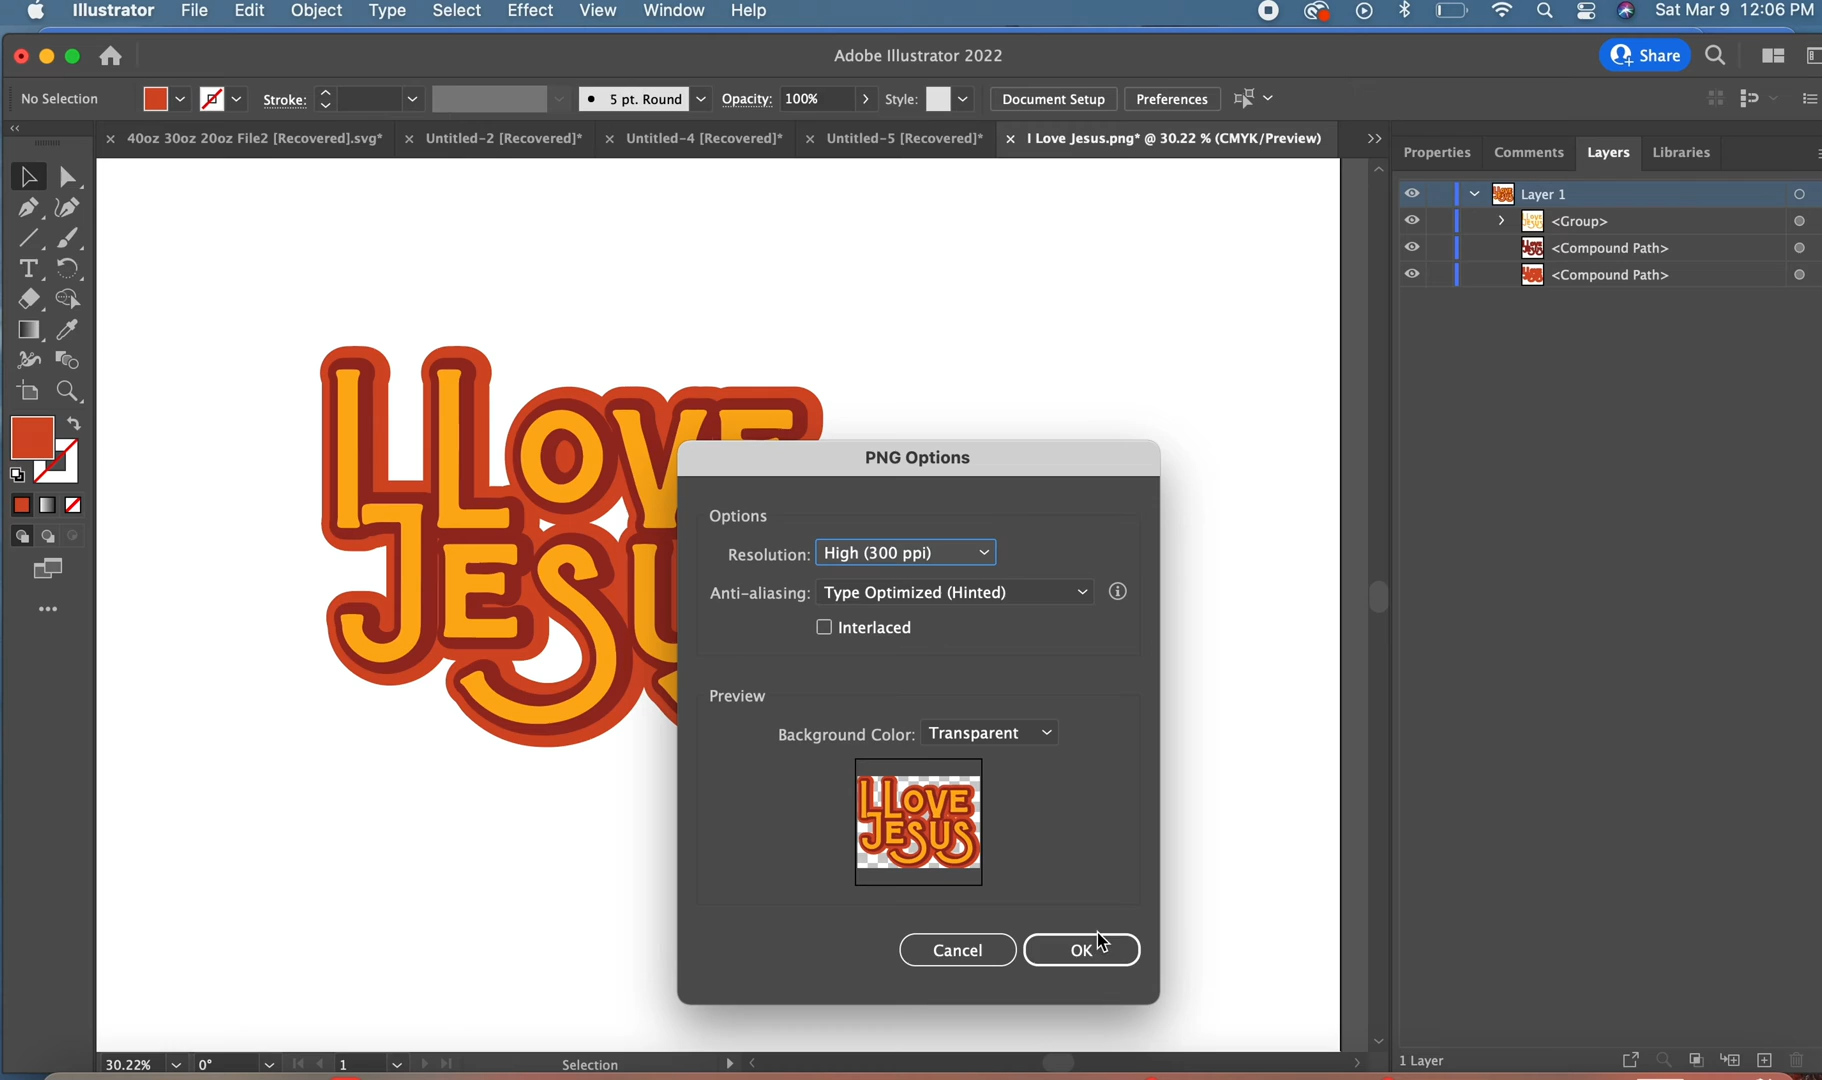 Illustrator File Edit Object Type Select Effect View Window Help Sat Mar 9 12:06 PM
Adobe Illustrator 2022 Share
No Selection Stroke: 5 pt. Round Opacity: 100% Style: Document Setup Preferences
40oz 30oz 20oz File2 [Recovered].svg* Untitled-2 [Recovered]* Untitled-4 [Recovered]* Untitled-5 [Recovered]* I Love Jesus.png* @ 30.22 % (CMYK/Preview)
Properties Comments Layers Libraries
Layer 1
<Group>
<Compound Path>
<Compound Path>
I LOVE
JESU
PNG Options
Options
Resolution: High (300 ppi)
Anti-aliasing: Type Optimized (Hinted)
Interlaced
Preview
Background Color: Transparent
I LOVE
JESUS
Cancel OK
30.22% 0° 1 Selection 1 Layer